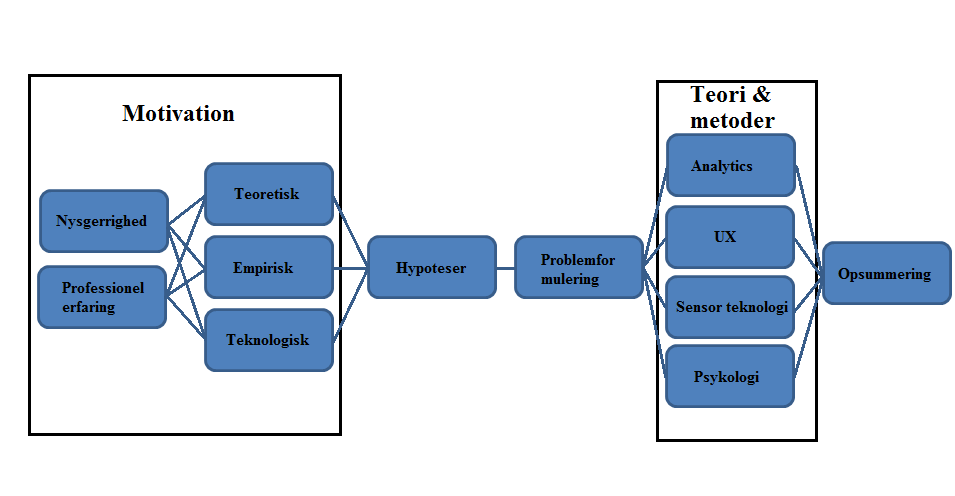 Motivation
Nysgerrighed
Professionel
erfaring
Teoretisk
Empirisk
Teknologisk
Hypoteser
Problemfor
mulering
Teori &
metoder
Analytics
UX
Sensor teknologi
Psykologi
Opsummering